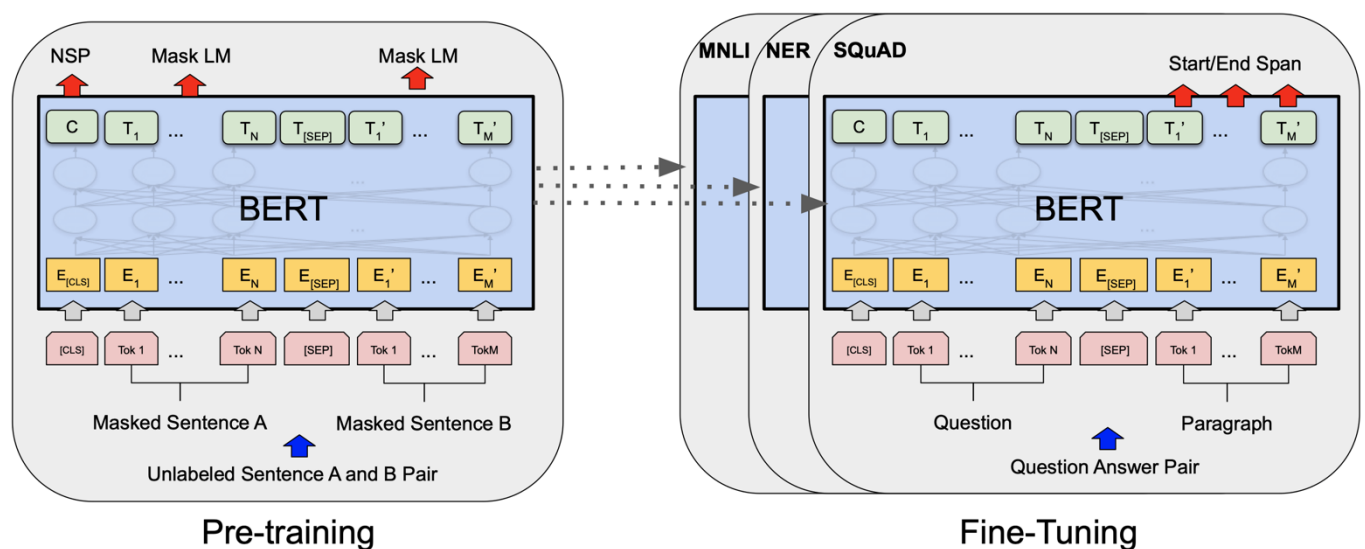 NSP Mask LM Mask LM
C T1 ... TN T[SEP] T1' ... TM'
...
BERT
...
E[CLS] E1 ... EN E[SEP] E1' ... EM'
[CLS] Tok 1 ... Tok N [SEP] Tok 1 ... TokM
Masked Sentence A Masked Sentence B
Unlabeled Sentence A and B Pair
Pre-training
MNLI NER SQuAD
Start/End Span
C T1 ... TN T[SEP] T1' ... TM'
...
BERT
...
E[CLS] E1 ... EN E[SEP] E1' ... EM'
[CLS] Tok 1 ... Tok N [SEP] Tok 1 ... TokM
Question Paragraph
Question Answer Pair
Fine-Tuning